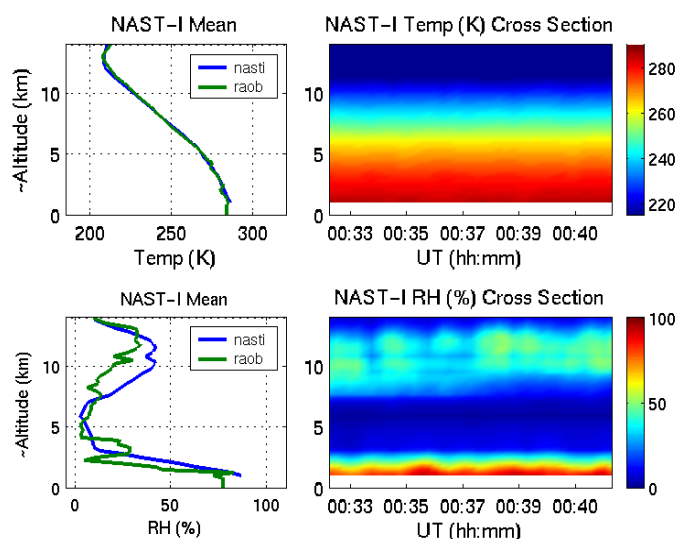 NAST-I Mean
nasti
raob
~Altitude (km)
10
5
0
200 250 300
Temp (K)
NAST-I Temp (K) Cross Section
10
5
0
00:33 00:35 00:37 00:39 00:40
UT (hh:mm)
280
260
240
220
NAST-I Mean
nasti
raob
~Altitude (km)
10
5
0
0 50 100
RH (%)
NAST-I RH (%) Cross Section
10
5
0
00:33 00:35 00:37 00:39 00:40
UT (hh:mm)
100
50
0